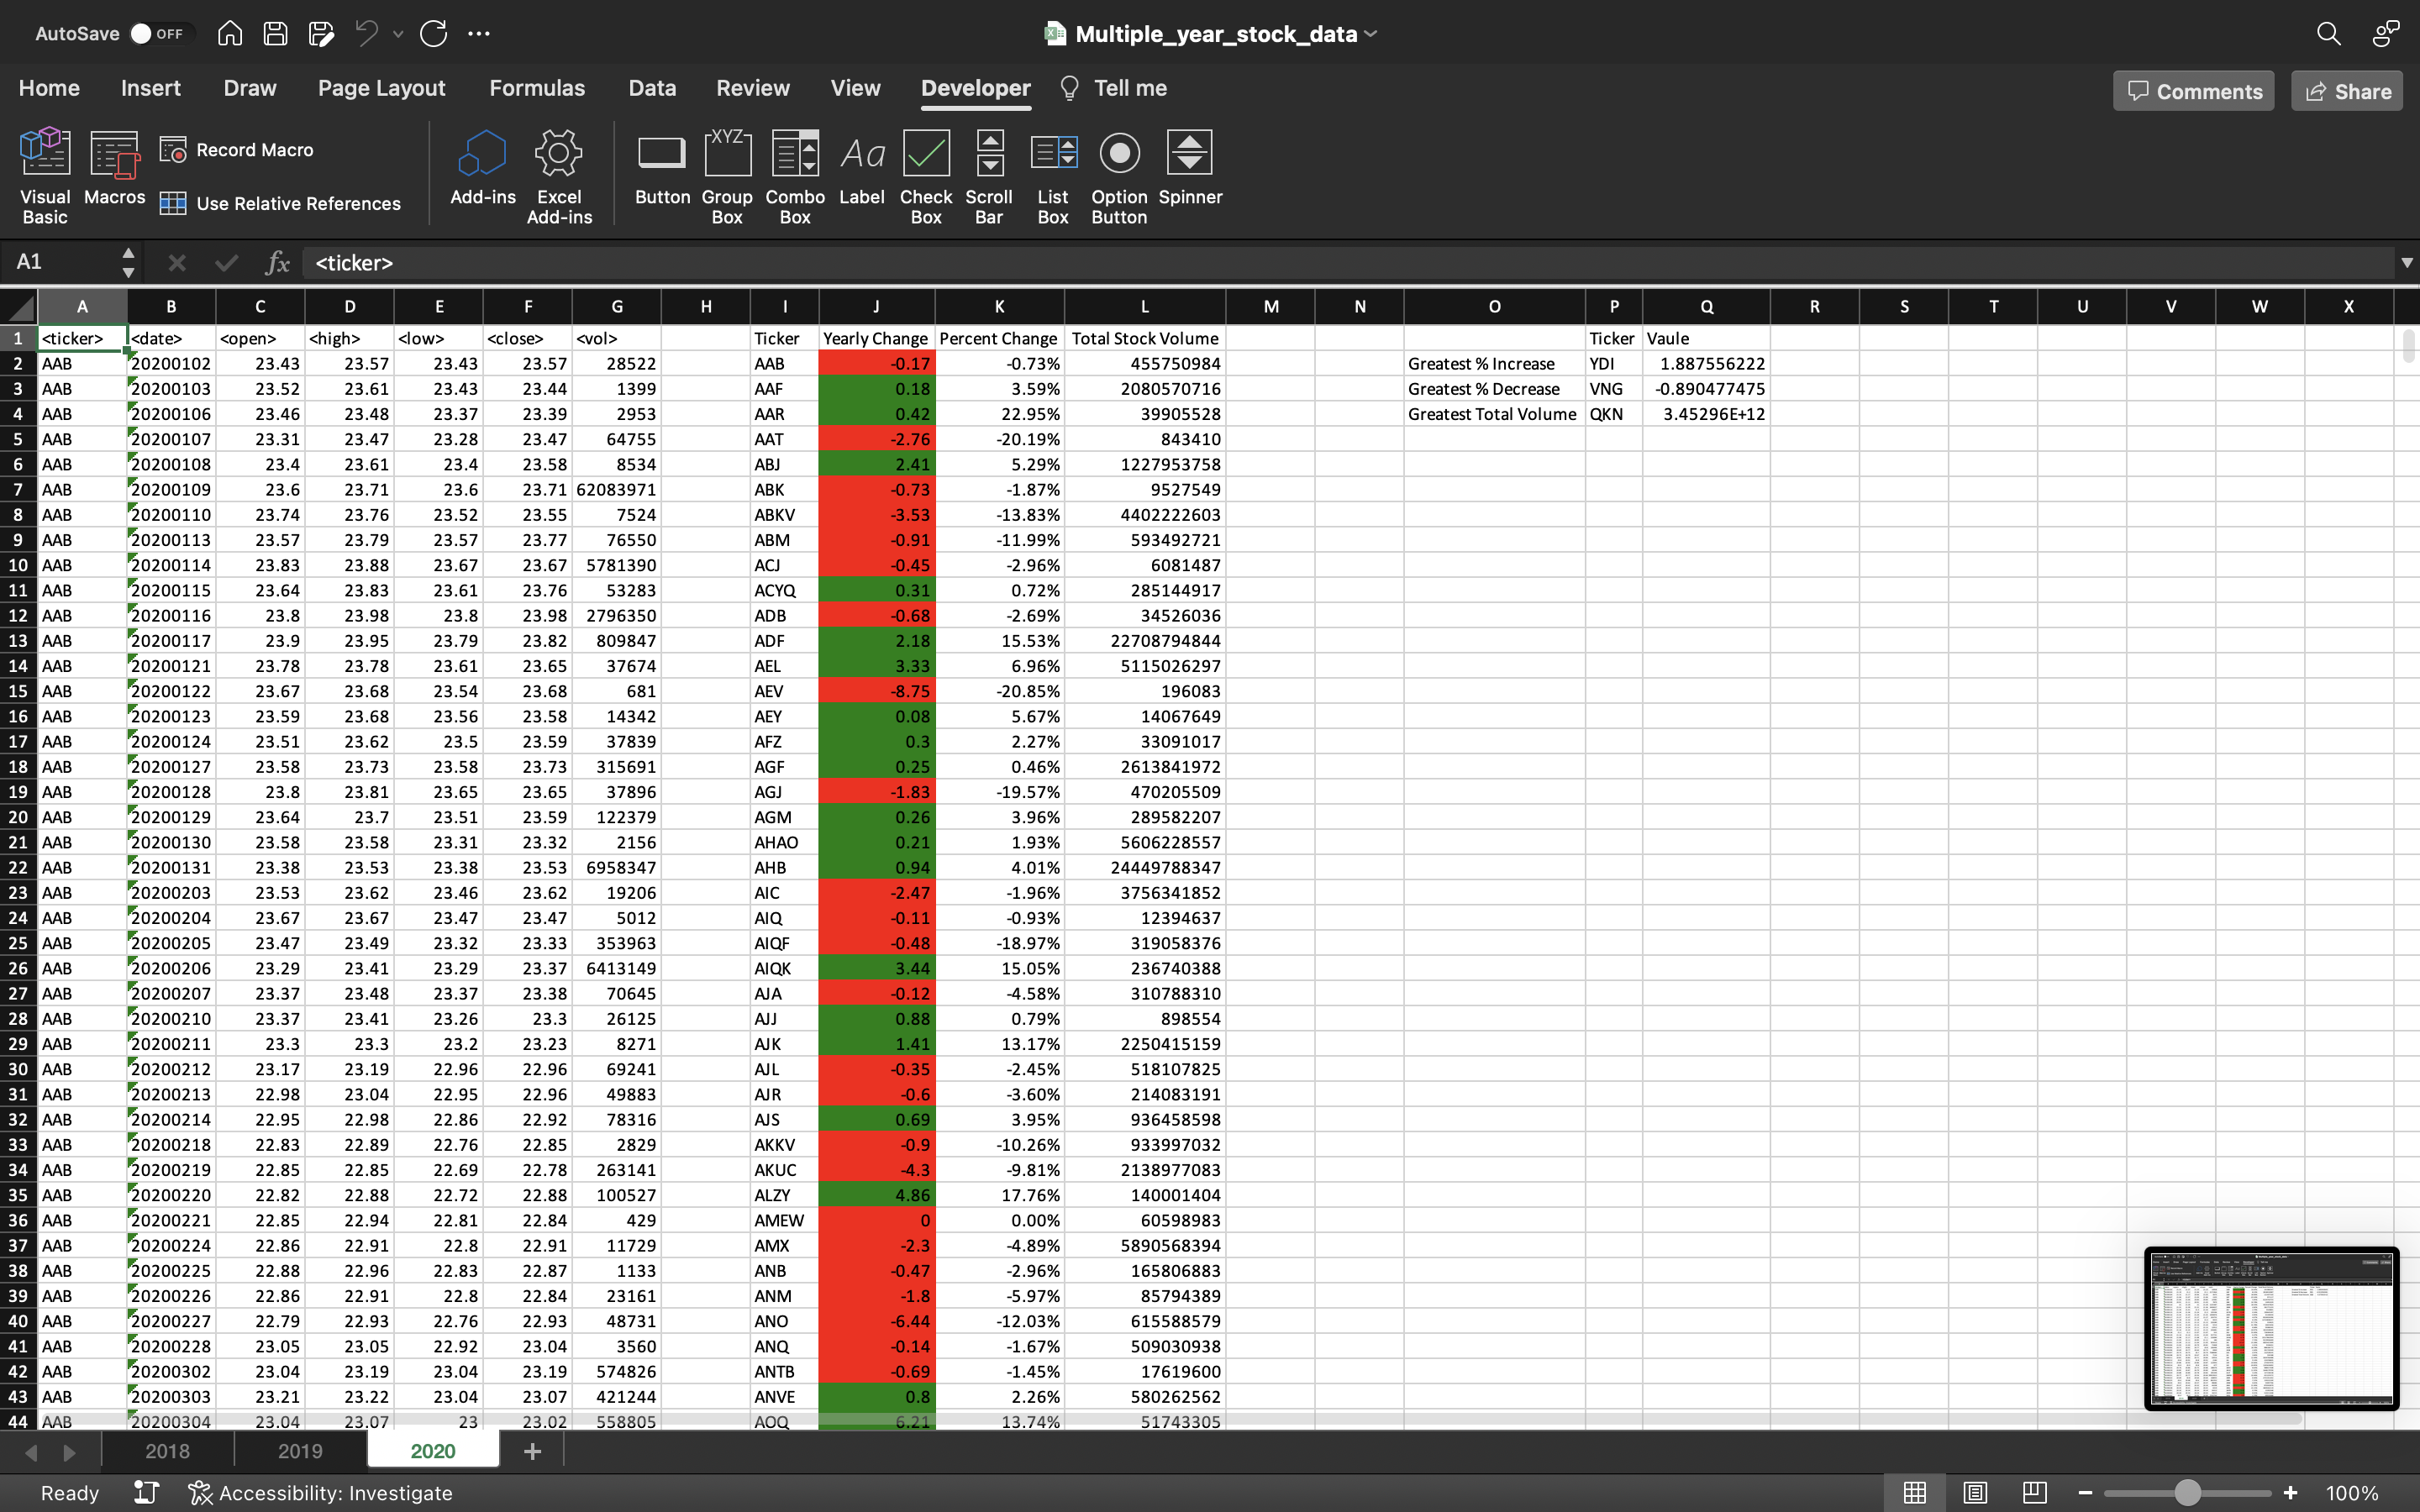 AutoSave OFF Multiple_year_stock_data
Home Insert Draw Page Layout Formulas Data Review View Developer Tell me Comments Share
Visual Basic Macros Record Macro Use Relative References Add-ins Excel Add-ins Button Group Box Combo Box Label Check Box Scroll Bar List Box Option Button Spinner
XYZ Aa
A1 fx <ticker>
A B C D E F G H I J K L M N O P Q R S T U V W X
1 <ticker> <date> <open> <high> <low> <close> <vol> Ticker Yearly Change Percent Change Total Stock Volume Ticker Vaule
2 AAB 20200102 23.43 23.57 23.43 23.57 28522 AAB -0.17 -0.73% 455750984 Greatest % Increase YDI 1.887556222
3 AAB 20200103 23.52 23.61 23.43 23.44 1399 AAF 0.18 3.59% 2080570716 Greatest % Decrease VNG -0.890477475
4 AAB 20200106 23.46 23.48 23.37 23.39 2953 AAR 0.42 22.95% 39905528 Greatest Total Volume QKN 3.45296E+12
5 AAB 20200107 23.31 23.47 23.28 23.47 64755 AAT -2.76 -20.19% 843410
6 AAB 20200108 23.4 23.61 23.4 23.58 8534 ABJ 2.41 5.29% 1227953758
7 AAB 20200109 23.6 23.71 23.6 23.71 62083971 ABK -0.73 -1.87% 9527549
8 AAB 20200110 23.74 23.76 23.52 23.55 7524 ABKV -3.53 -13.83% 4402222603
9 AAB 20200113 23.57 23.79 23.57 23.77 76550 ABM -0.91 -11.99% 593492721
10 AAB 20200114 23.83 23.88 23.67 23.67 5781390 ACJ -0.45 -2.96% 6081487
11 AAB 20200115 23.64 23.83 23.61 23.76 53283 ACYQ 0.31 0.72% 285144917
12 AAB 20200116 23.8 23.98 23.8 23.98 2796350 ADB -0.68 -2.69% 34526036
13 AAB 20200117 23.9 23.95 23.79 23.82 809847 ADF 2.18 15.53% 22708794844
14 AAB 20200121 23.78 23.78 23.61 23.65 37674 AEL 3.33 6.96% 5115026297
15 AAB 20200122 23.67 23.68 23.54 23.68 681 AEV -8.75 -20.85% 196083
16 AAB 20200123 23.59 23.68 23.56 23.58 14342 AEY 0.08 5.67% 14067649
17 AAB 20200124 23.51 23.62 23.5 23.59 37839 AFZ 0.3 2.27% 33091017
18 AAB 20200127 23.58 23.73 23.58 23.73 315691 AGF 0.25 0.46% 2613841972
19 AAB 20200128 23.8 23.81 23.65 23.65 37896 AGJ -1.83 -19.57% 470205509
20 AAB 20200129 23.64 23.7 23.51 23.59 122379 AGM 0.26 3.96% 289582207
21 AAB 20200130 23.58 23.58 23.31 23.32 2156 AHAO 0.21 1.93% 5606228557
22 AAB 20200131 23.38 23.53 23.38 23.53 6958347 AHB 0.94 4.01% 24449788347
23 AAB 20200203 23.53 23.62 23.46 23.62 19206 AIC -2.47 -1.96% 3756341852
24 AAB 20200204 23.67 23.67 23.47 23.47 5012 AIQ -0.11 -0.93% 12394637
25 AAB 20200205 23.47 23.49 23.32 23.33 353963 AIQF -0.48 -18.97% 319058376
26 AAB 20200206 23.29 23.41 23.29 23.37 6413149 AIQK 3.44 15.05% 236740388
27 AAB 20200207 23.37 23.48 23.37 23.38 70645 AJA -0.12 -4.58% 310788310
28 AAB 20200210 23.37 23.41 23.26 23.3 26125 AJJ 0.88 0.79% 898554
29 AAB 20200211 23.3 23.3 23.2 23.23 8271 AJK 1.41 13.17% 2250415159
30 AAB 20200212 23.17 23.19 22.96 22.96 69241 AJL -0.35 -2.45% 518107825
31 AAB 20200213 22.98 23.04 22.95 22.96 49883 AJR -0.6 -3.60% 214083191
32 AAB 20200214 22.95 22.98 22.86 22.92 78316 AJS 0.69 3.95% 936458598
33 AAB 20200218 22.83 22.89 22.76 22.85 2829 AKKV -0.9 -10.26% 933997032
34 AAB 20200219 22.85 22.85 22.69 22.78 263141 AKUC -4.3 -9.81% 2138977083
35 AAB 20200220 22.82 22.88 22.72 22.88 100527 ALZY 4.86 17.76% 140001404
36 AAB 20200221 22.85 22.94 22.81 22.84 429 AMEW 0 0.00% 60598983
37 AAB 20200224 22.86 22.91 22.8 22.91 11729 AMX -2.3 -4.89% 5890568394
38 AAB 20200225 22.88 22.96 22.83 22.87 1133 ANB -0.47 -2.96% 165806883
39 AAB 20200226 22.86 22.91 22.8 22.84 23161 ANM -1.8 -5.97% 85794389
40 AAB 20200227 22.79 22.93 22.76 22.93 48731 ANO -6.44 -12.03% 615588579
41 AAB 20200228 23.05 23.05 22.92 23.04 3560 ANQ -0.14 -1.67% 509030938
42 AAB 20200302 23.04 23.19 23.04 23.19 574826 ANTB -0.69 -1.45% 17619600
43 AAB 20200303 23.21 23.22 23.04 23.07 421244 ANVE 0.8 2.26% 580262562
44 AAB 20200304 23.04 23.07 23 23.02 558805 AOQ 6.21 13.74% 51743305
2018 2019 2020
Ready Accessibility: Investigate 100%